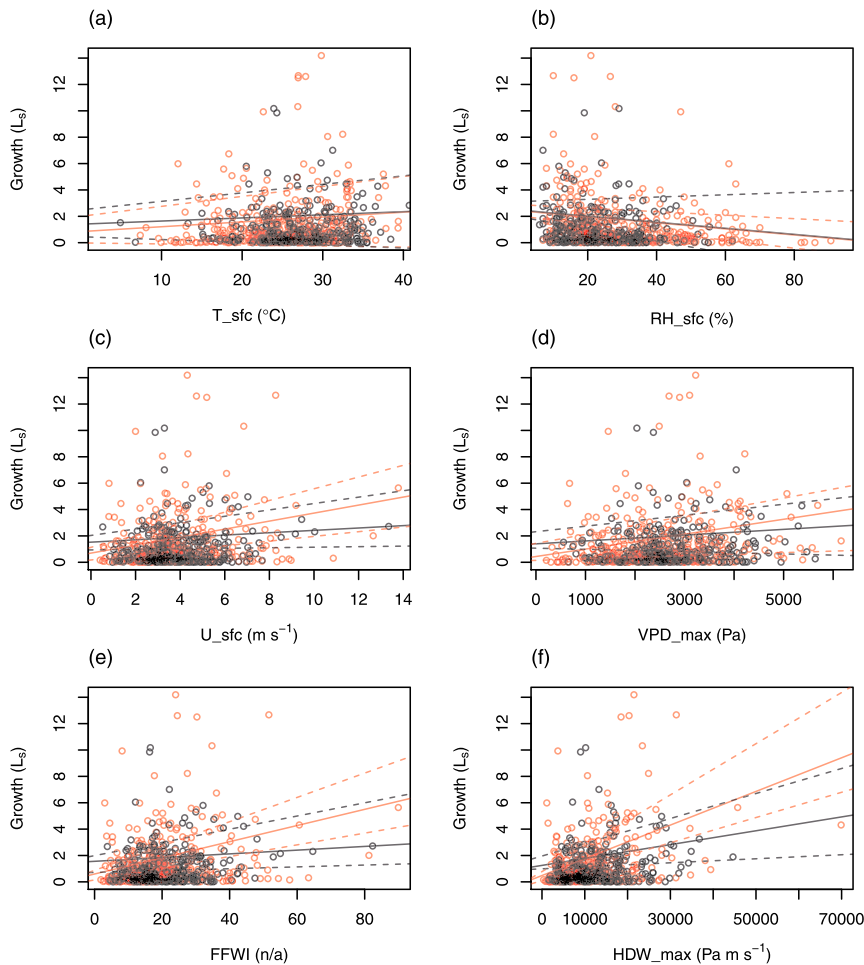 (a) (b)
Growth (Lₛ) 0 2 4 6 8 12
10 20 30 40
T_sfc (°C)
Growth (Lₛ) 0 2 4 6 8 12
20 40 60 80
RH_sfc (%)
(c) (d)
Growth (Lₛ) 0 2 4 6 8 12
0 2 4 6 8 10 12 14
U_sfc (m s⁻¹)
Growth (Lₛ) 0 2 4 6 8 12
0 1000 3000 5000
VPD_max (Pa)
(e) (f)
Growth (Lₛ) 0 2 4 6 8 12
0 20 40 60 80
FFWI (n/a)
Growth (Lₛ) 0 2 4 6 8 12
0 10000 30000 50000 70000
HDW_max (Pa m s⁻¹)